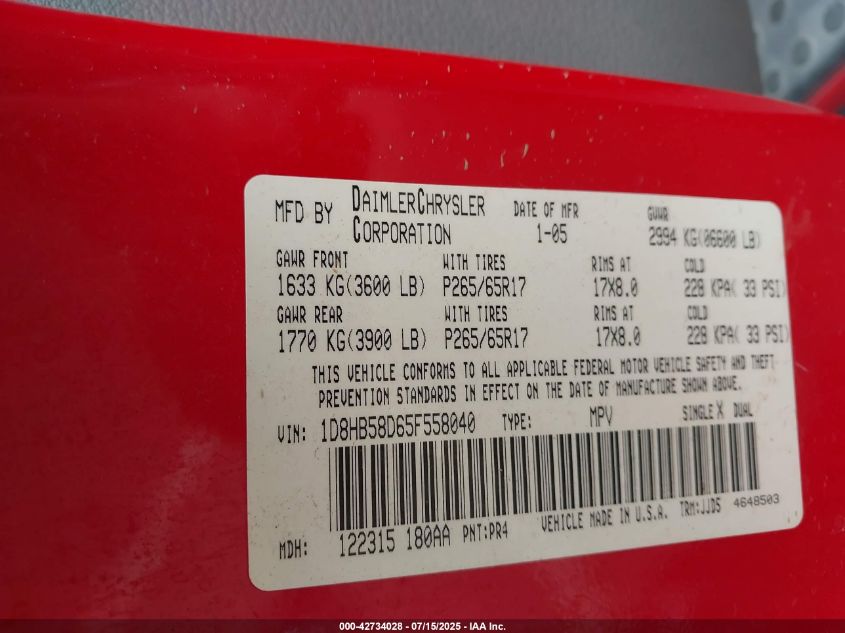 MFD BY DAIMLERCHRYSLER CORPORATION DATE OF MFR 1-05 GVWR 2994 KG(06600 LB)
GAWR FRONT WITH TIRES RIMS AT COLD
1633 KG(3600 LB) P265/65R17 17X8.0 228 KPA( 33 PSI)
GAWR REAR WITH TIRES RIMS AT COLD
1770 KG(3900 LB) P265/65R17 17X8.0 228 KPA( 33 PSI)
THIS VEHICLE CONFORMS TO ALL APPLICABLE FEDERAL MOTOR VEHICLE SAFETY AND THEFT-
PREVENTION STANDARDS IN EFFECT ON THE DATE OF MANUFACTURE SHOWN ABOVE.
VIN: 1D8HB58D65F558040 TYPE: MPV SINGLE X DUAL
MDH: 122315 180AA PNT:PR4 VEHICLE MADE IN U.S.A. TRM:JJD5 4648503
000-42734028 - 07/15/2025 - IAA Inc.